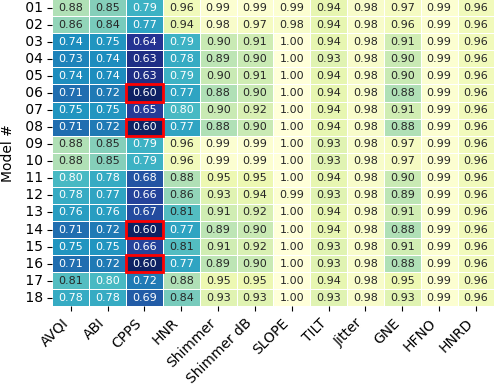 01 0.88 0.85 0.79 0.96 0.99 0.99 0.99 0.94 0.98 0.97 0.99 0.96
02 0.86 0.84 0.77 0.94 0.98 0.97 0.98 0.94 0.98 0.96 0.99 0.96
03 0.74 0.75 0.64 0.79 0.90 0.91 1.00 0.94 0.98 0.91 0.99 0.96
04 0.73 0.74 0.63 0.78 0.89 0.90 1.00 0.93 0.98 0.90 0.99 0.96
05 0.74 0.74 0.63 0.79 0.90 0.91 1.00 0.94 0.98 0.90 0.99 0.96
06 0.71 0.72 0.60 0.77 0.88 0.90 1.00 0.94 0.98 0.88 0.99 0.96
07 0.75 0.75 0.65 0.80 0.90 0.92 1.00 0.94 0.98 0.91 0.99 0.96
08 0.71 0.72 0.60 0.77 0.88 0.90 1.00 0.94 0.98 0.88 0.99 0.96
09 0.88 0.85 0.79 0.96 0.99 0.99 1.00 0.93 0.98 0.97 0.99 0.96
10 0.88 0.85 0.79 0.96 0.99 0.99 1.00 0.93 0.98 0.97 0.99 0.96
11 0.80 0.78 0.68 0.88 0.95 0.95 1.00 0.94 0.98 0.90 0.99 0.96
12 0.78 0.77 0.66 0.86 0.93 0.94 0.99 0.93 0.98 0.89 0.99 0.96
13 0.76 0.76 0.67 0.81 0.91 0.92 1.00 0.94 0.98 0.91 0.99 0.96
14 0.71 0.72 0.60 0.77 0.89 0.90 1.00 0.94 0.98 0.88 0.99 0.96
15 0.75 0.75 0.66 0.81 0.91 0.92 1.00 0.93 0.98 0.91 0.99 0.96
16 0.71 0.72 0.60 0.77 0.89 0.90 1.00 0.93 0.98 0.88 0.99 0.96
17 0.81 0.80 0.72 0.88 0.95 0.95 1.00 0.94 0.98 0.95 0.99 0.96
18 0.78 0.78 0.69 0.84 0.93 0.93 1.00 0.93 0.98 0.93 0.99 0.96
Model #
AVQI ABI CPPS HNR Shimmer Shimmer dB SLOPE TILT Jitter GNE HFNO HNRD